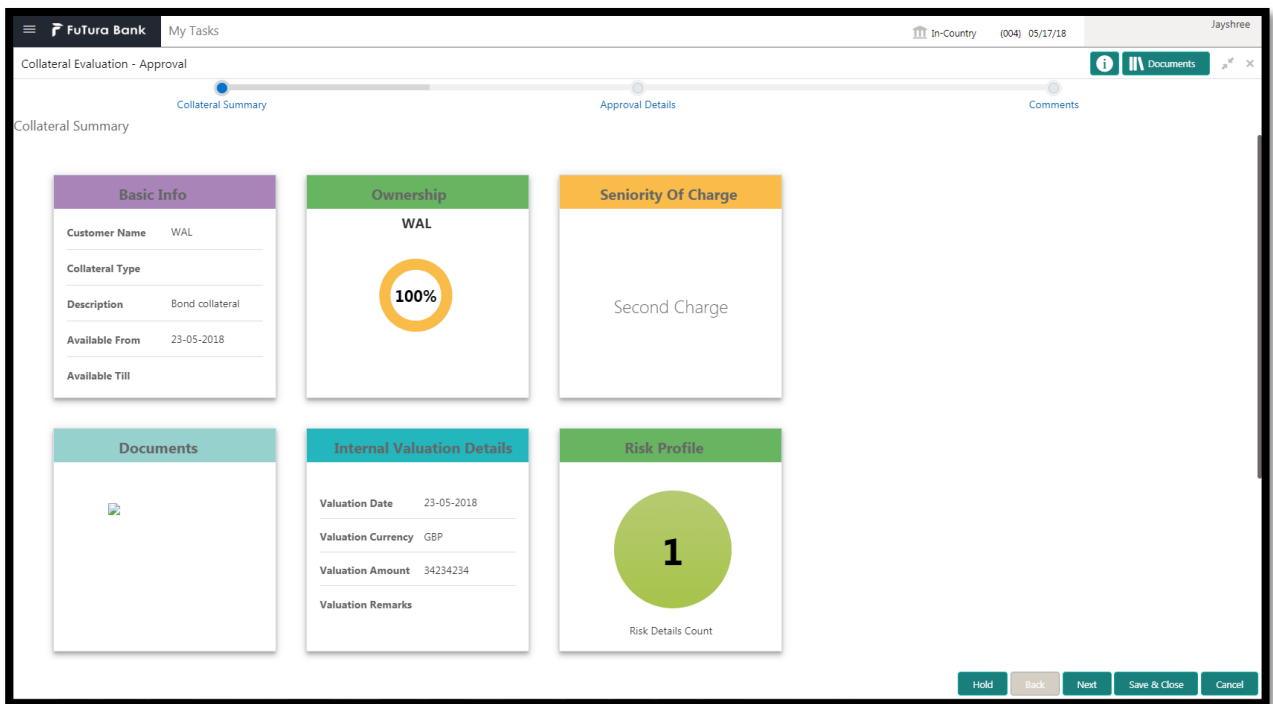 FuTura Bank My Tasks In-Country (004) 05/17/18 Jayshree
Collateral Evaluation - Approval i Documents
Collateral Summary Approval Details Comments
Collateral Summary
Basic Info
Customer Name WAL
Collateral Type
Description Bond collateral
Available From 23-05-2018
Available Till
Ownership
WAL
100%
Seniority Of Charge
Second Charge
Documents
Internal Valuation Details
Valuation Date 23-05-2018
Valuation Currency GBP
Valuation Amount 34234234
Valuation Remarks
Risk Profile
1
Risk Details Count
Hold Back Next Save & Close Cancel